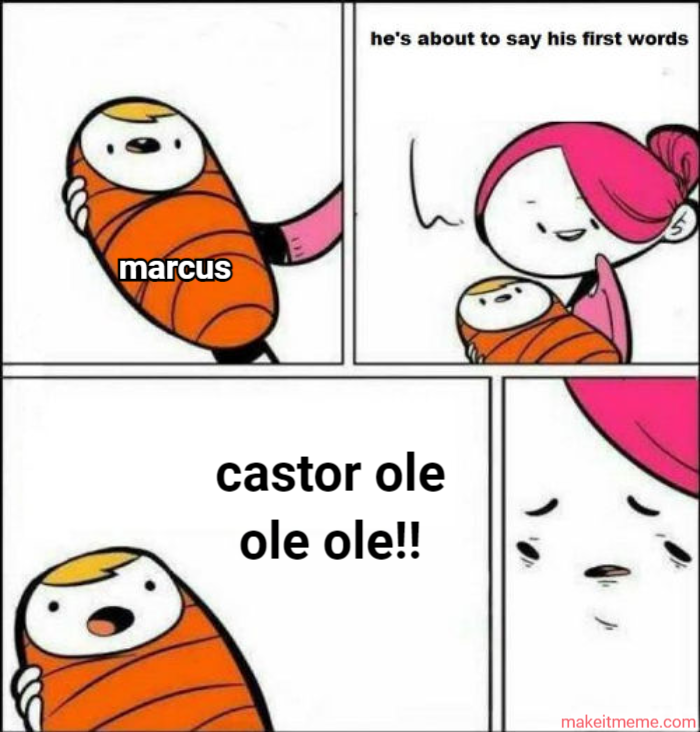 marcus
he's about to say his first words
castor ole
ole ole!!
makeitmeme.com